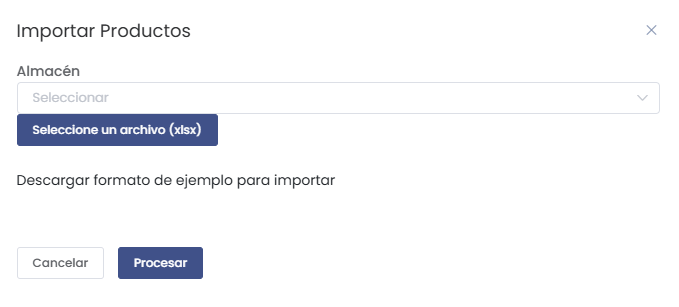 Importar Productos
Almacén
Seleccionar
Seleccione un archivo (xlsx)
Descargar formato de ejemplo para importar
Cancelar
Procesar